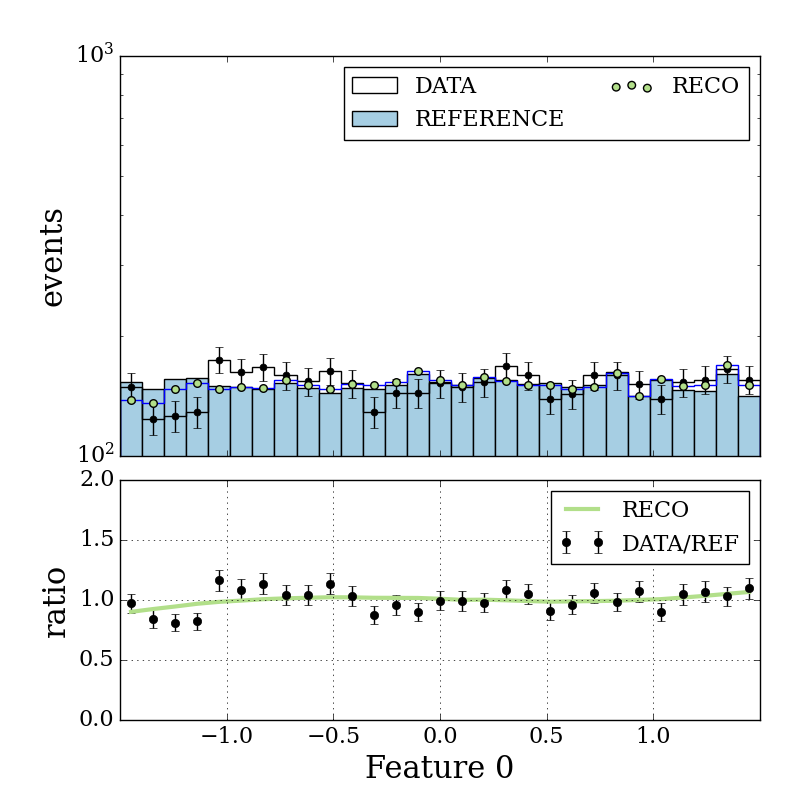 10³
DATA RECO
REFERENCE
events
10²
2.0
RECO
DATA/REF
1.5
1.0
0.5
0.0
ratio
−1.0 −0.5 0.0 0.5 1.0
Feature 0